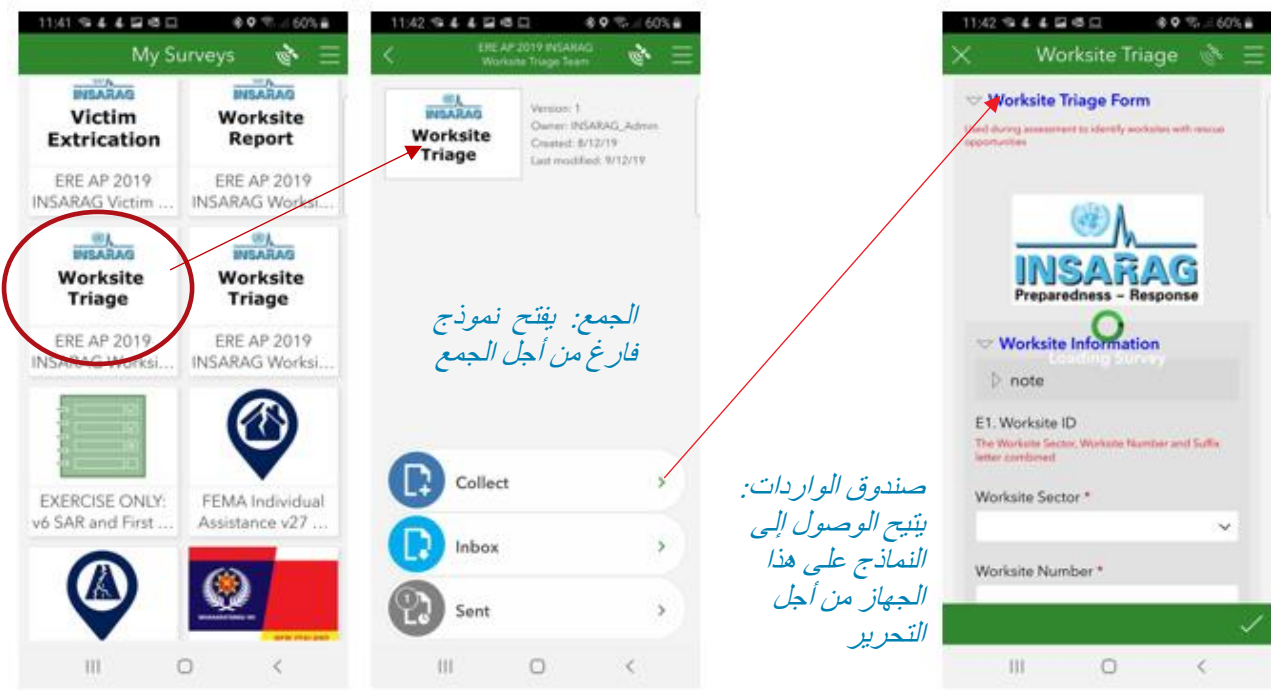 11:41
60%
My Surveys
INSARAG
Victim
Extrication
ERE AP 2019
INSARAG Victim ...
INSARAG
Worksite
Report
ERE AP 2019
INSARAG Worksi...
INSARAG
Worksite
Triage
ERE AP 2019
INSARAG Worksi...
INSARAG
Worksite
Triage
ERE AP 2019
INSARAG Worksi...
EXERCISE ONLY:
v6 SAR and First ...
FEMA Individual
Assistance v27 ...
11:42
60%
ERE AP 2019 INSARAG
Worksite Triage Team
INSARAG
Worksite
Triage
Version: 1
Owner: INSARAG_Admin
Created: 8/12/19
Last modified: 9/12/19
الجمع: يفتح نموذج
فارغ من أجل الجمع
Collect
Inbox
1
Sent
صندوق الواردات:
يتيح الوصول إلى
النماذج على هذا
الجهاز من أجل
التحرير
11:42
60%
Worksite Triage
Worksite Triage Form
Used during assessment to identify worksites with rescue
opportunities
INSARAG
Preparedness – Response
Worksite Information
Loading Survey
note
E1. Worksite ID
The Worksite Sector, Worksite Number and Suffix
letter combined
Worksite Sector *
Worksite Number *